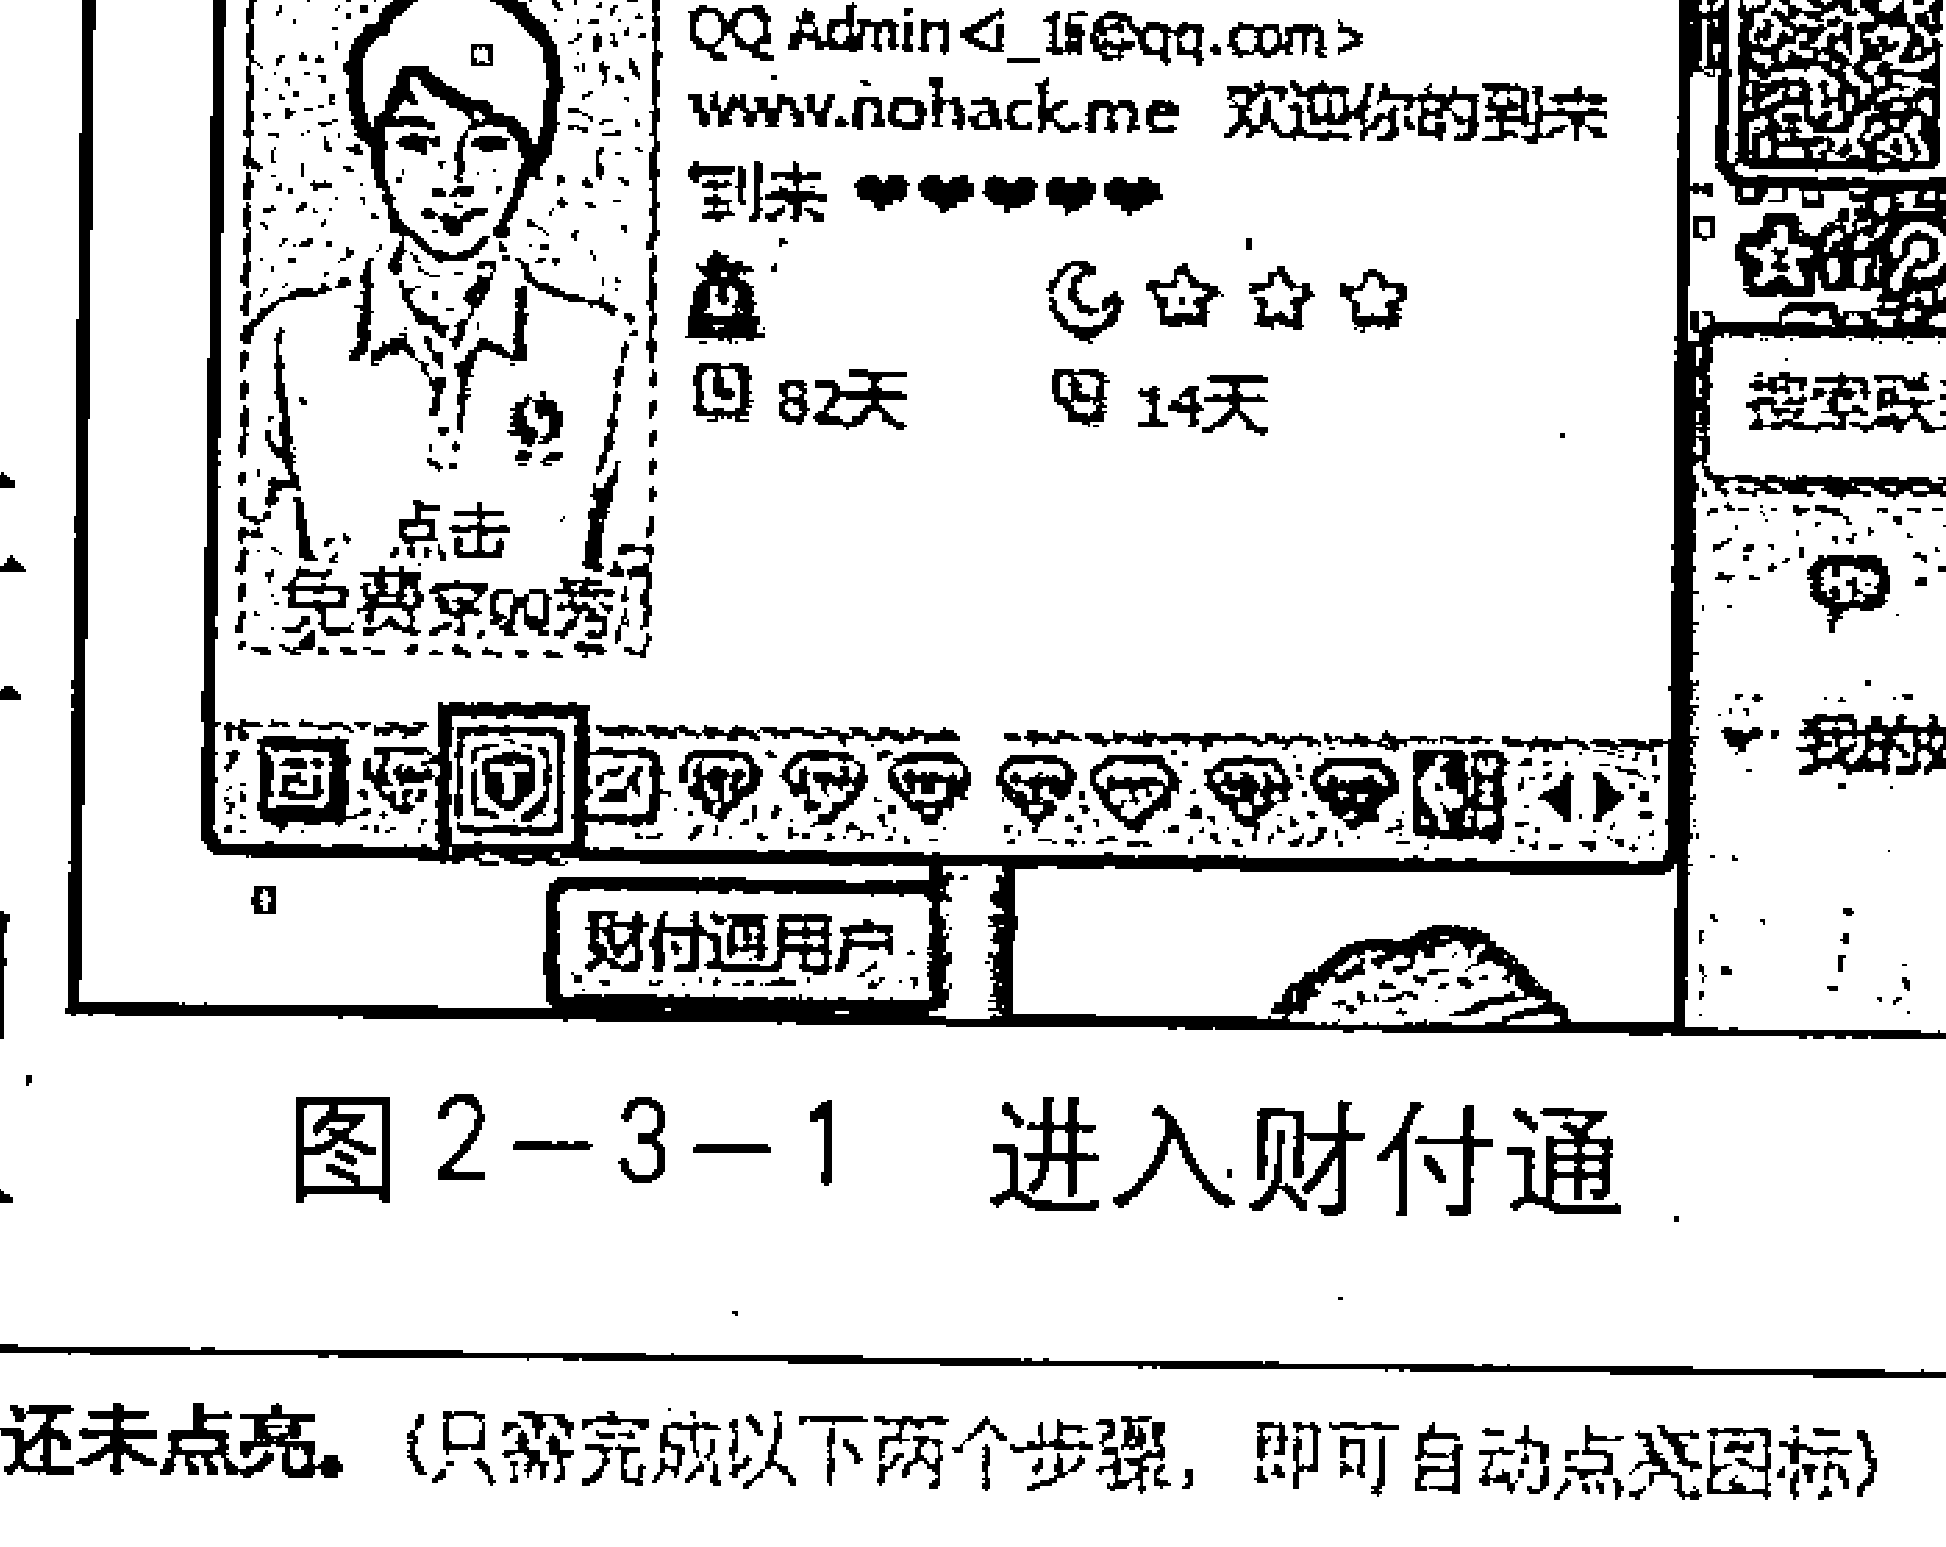 QQ Admin<i_15@qq.com>
www.nohack.me 欢迎你的到来
到来 ❤❤❤❤❤
82天 14天
点击
免费穿QQ秀
我的
财付通用户
图2-3-1 进入财付通
还未点亮。(只需完成以下两个步骤,即可自动点亮图标)